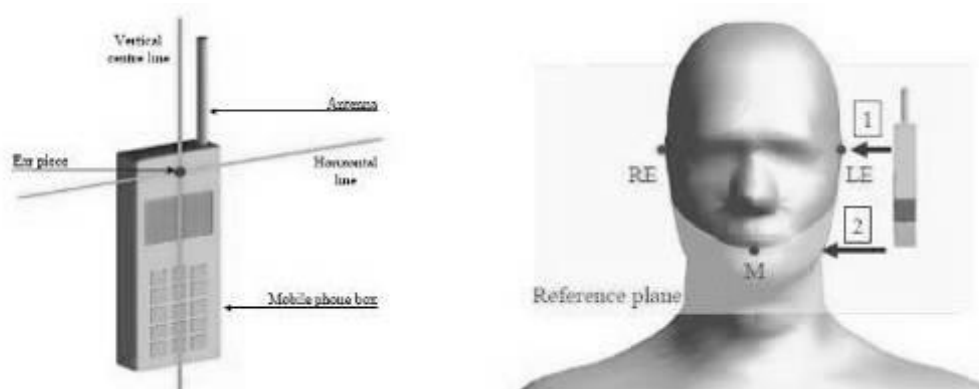 Vertical
centre line
Antenna
Ear piece
Horizontal
line
Mobile phone box
1
RE
LE
2
M
Reference plane